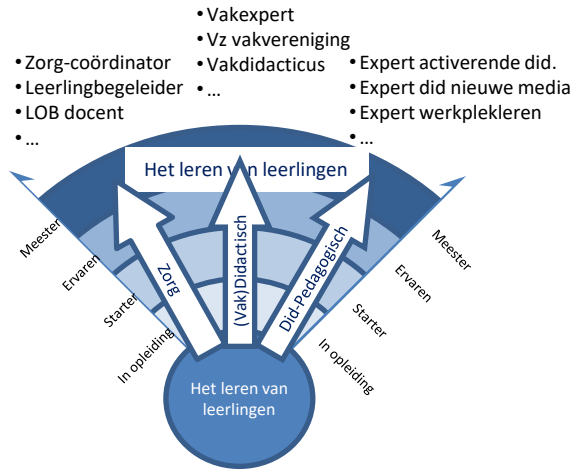 • Vakexpert
• Vz vakvereniging
• Vakdidacticus
• ...
• Zorg-coördinator
• Leerlingbegeleider
• LOB docent
• ...
• Expert activerende did.
• Expert did nieuwe media
• Expert werkplekleren
• ...
Het leren van leerlingen
Meester
Ervaren
Starter
In opleiding
Zorg
(Vak)Didactisch
Did-Pedagogisch
Meester
Ervaren
Starter
In opleiding
Het leren van
leerlingen